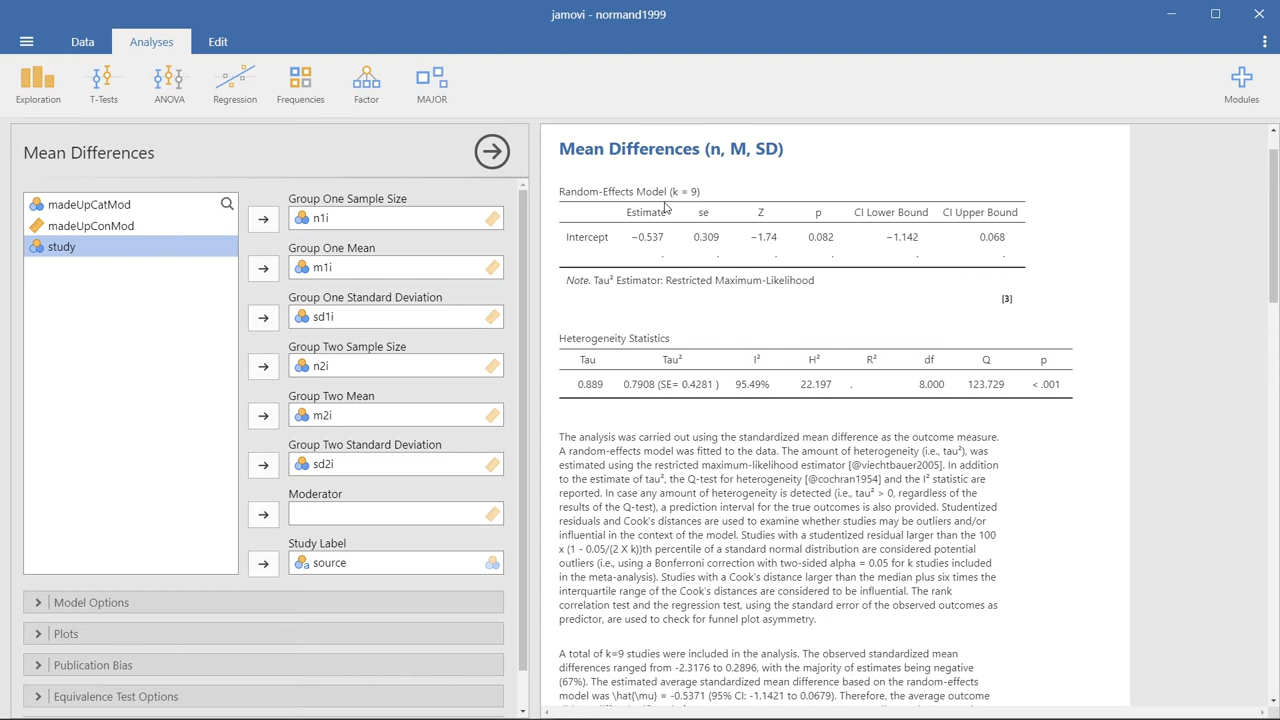 jamovi - normand1999
Data Analyses Edit
Exploration T-Tests ANOVA Regression Frequencies Factor MAJOR Modules
Mean Differences
madeUpCatMod
madeUpConMod
study
Group One Sample Size
n1i
Group One Mean
m1i
Group One Standard Deviation
sd1i
Group Two Sample Size
n2i
Group Two Mean
m2i
Group Two Standard Deviation
sd2i
Moderator
Study Label
source
Model Options
Plots
Publication Bias
Equivalence Test Options
Mean Differences (n, M, SD)
Random-Effects Model (k = 9)
Estimate se Z p CI Lower Bound CI Upper Bound
Intercept −0.537 0.309 −1.74 0.082 −1.142 0.068
. . . . . .
Note. Tau² Estimator: Restricted Maximum-Likelihood
[3]
Heterogeneity Statistics
Tau Tau² I² H² R² df Q p
0.889 0.7908 (SE= 0.4281 ) 95.49% 22.197 . 8.000 123.729 < .001
The analysis was carried out using the standardized mean difference as the outcome measure.
A random-effects model was fitted to the data. The amount of heterogeneity (i.e., tau²), was
estimated using the restricted maximum-likelihood estimator [@viechtbauer2005]. In addition
to the estimate of tau², the Q-test for heterogeneity [@cochran1954] and the I² statistic are
reported. In case any amount of heterogeneity is detected (i.e., tau² > 0, regardless of the
results of the Q-test), a prediction interval for the true outcomes is also provided. Studentized
residuals and Cook's distances are used to examine whether studies may be outliers and/or
influential in the context of the model. Studies with a studentized residual larger than the 100
x (1 - 0.05/(2 X k))th percentile of a standard normal distribution are considered potential
outliers (i.e., using a Bonferroni correction with two-sided alpha = 0.05 for k studies included
in the meta-analysis). Studies with a Cook's distance larger than the median plus six times the
interquartile range of the Cook's distances are considered to be influential. The rank
correlation test and the regression test, using the standard error of the observed outcomes as
predictor, are used to check for funnel plot asymmetry.
A total of k=9 studies were included in the analysis. The observed standardized mean
differences ranged from -2.3176 to 0.2896, with the majority of estimates being negative
(67%). The estimated average standardized mean difference based on the random-effects
model was \hat{\mu} = -0.5371 (95% CI: -1.1421 to 0.0679). Therefore, the average outcome